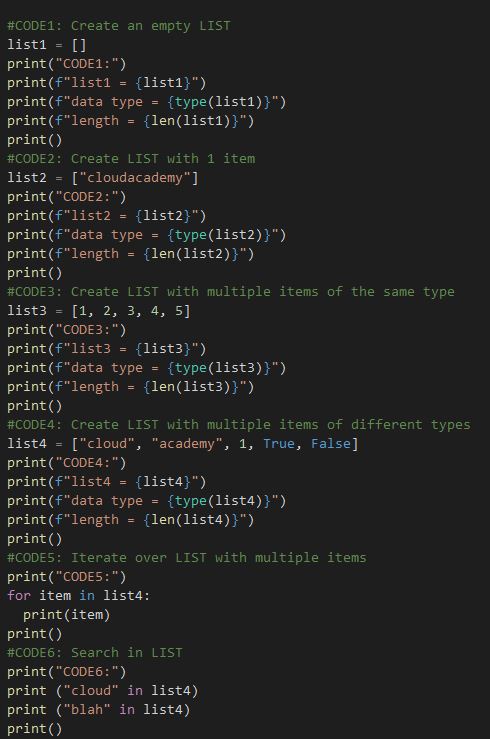 #CODE1: Create an empty LIST
list1 = []
print("CODE1:")
print(f"list1 = {list1}")
print(f"data type = {type(list1)}")
print(f"length = {len(list1)}")
print()
#CODE2: Create LIST with 1 item
list2 = ["cloudacademy"]
print("CODE2:")
print(f"list2 = {list2}")
print(f"data type = {type(list2)}")
print(f"length = {len(list2)}")
print()
#CODE3: Create LIST with multiple items of the same type
list3 = [1, 2, 3, 4, 5]
print("CODE3:")
print(f"list3 = {list3}")
print(f"data type = {type(list3)}")
print(f"length = {len(list3)}")
print()
#CODE4: Create LIST with multiple items of different types
list4 = ["cloud", "academy", 1, True, False]
print("CODE4:")
print(f"list4 = {list4}")
print(f"data type = {type(list4)}")
print(f"length = {len(list4)}")
print()
#CODE5: Iterate over LIST with multiple items
print("CODE5:")
for item in list4:
  print(item)
print()
#CODE6: Search in LIST
print("CODE6:")
print ("cloud" in list4)
print ("blah" in list4)
print()